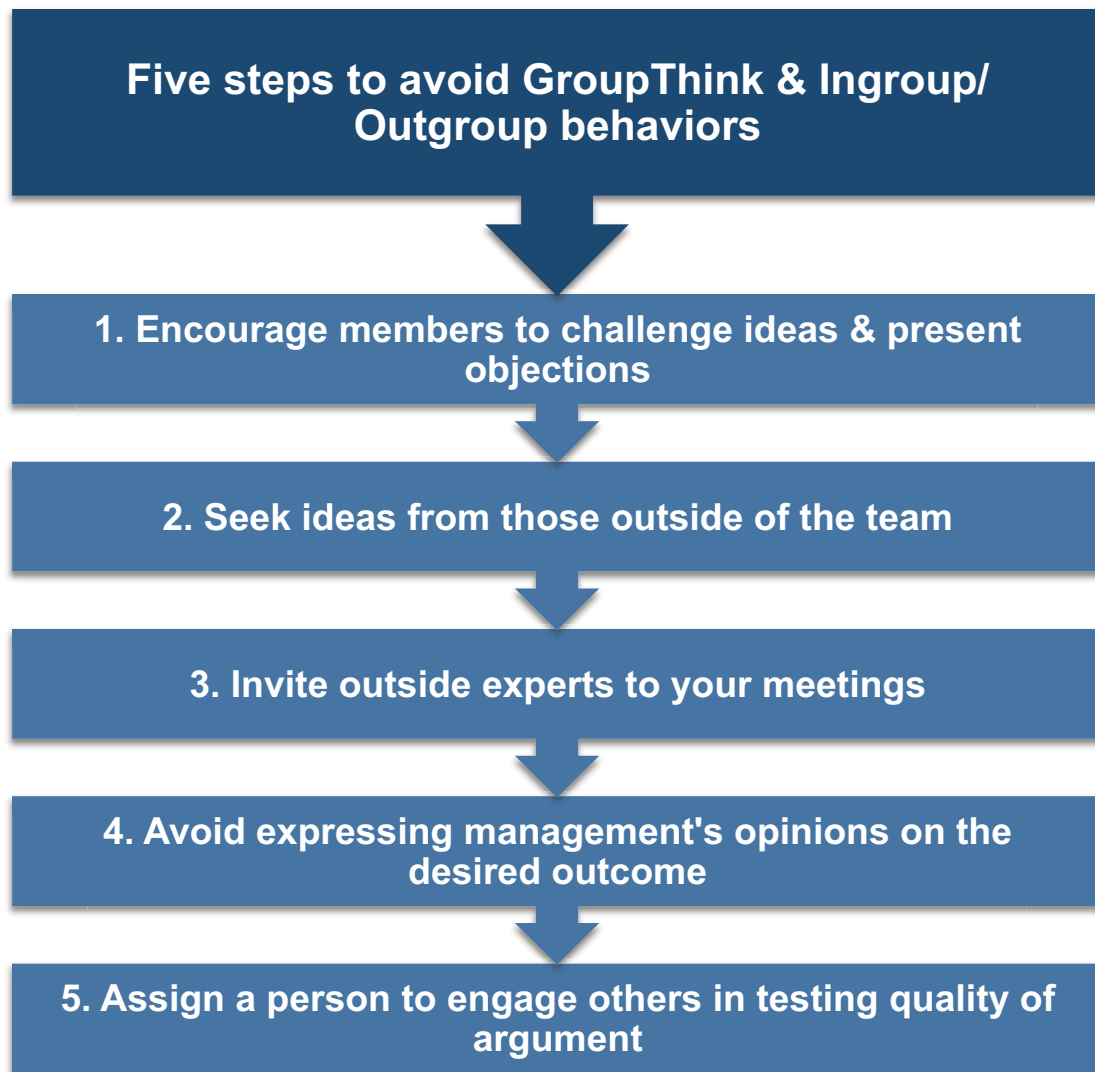 Five steps to avoid GroupThink & Ingroup/
Outgroup behaviors
1. Encourage members to challenge ideas & present
objections
2. Seek ideas from those outside of the team
3. Invite outside experts to your meetings
4. Avoid expressing management's opinions on the
desired outcome
5. Assign a person to engage others in testing quality of
argument